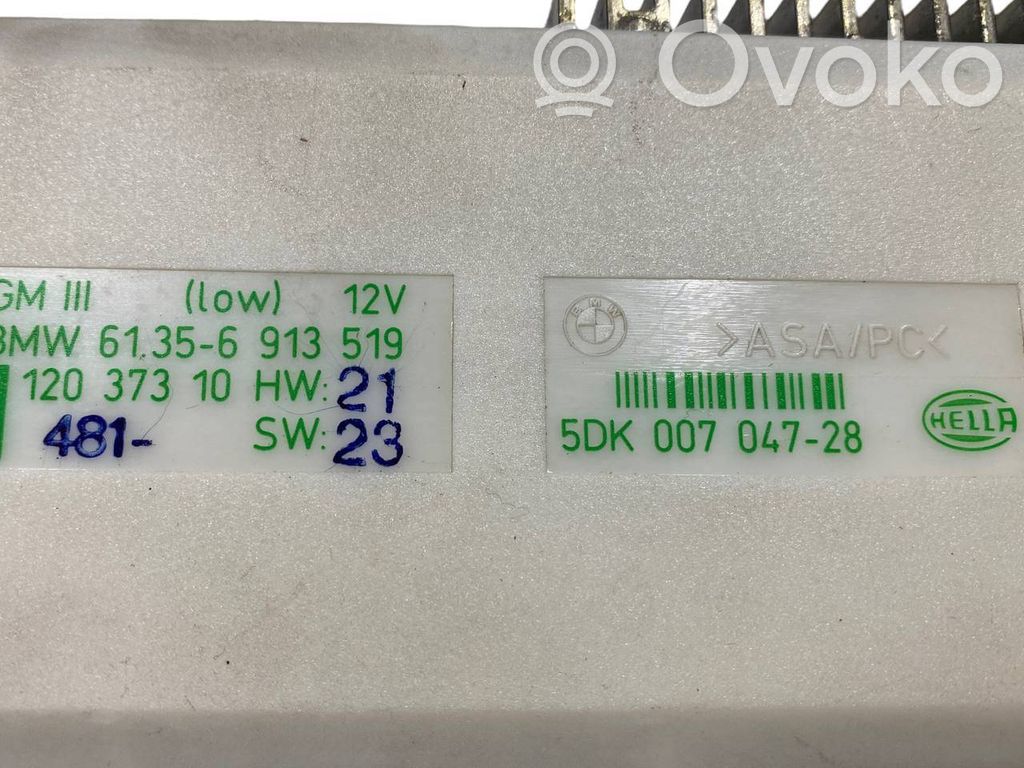 Ovoko
GM III (low) 12V
BMW 61.35-6 913 519
120 373 10 HW: 21
481- SW: 23
BMW
>ASA/PC<
5DK 007 047-28
HELLA